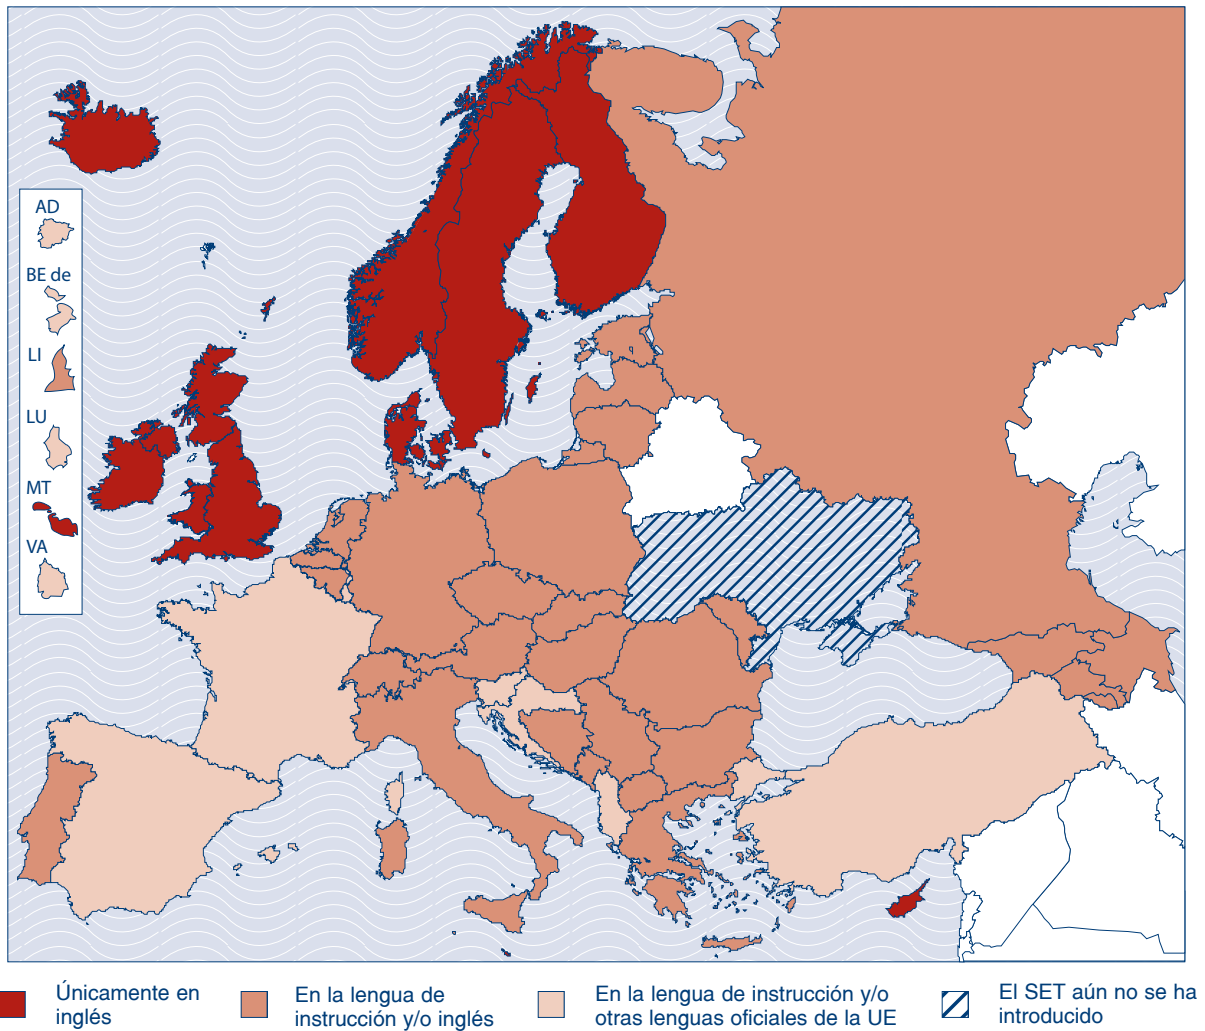 AD
BE de
LI
LU
MT
VA
Únicamente en
inglés
En la lengua de
instrucción y/o inglés
En la lengua de instrucción y/o
otras lenguas oficiales de la UE
El SET aún no se ha
introducido